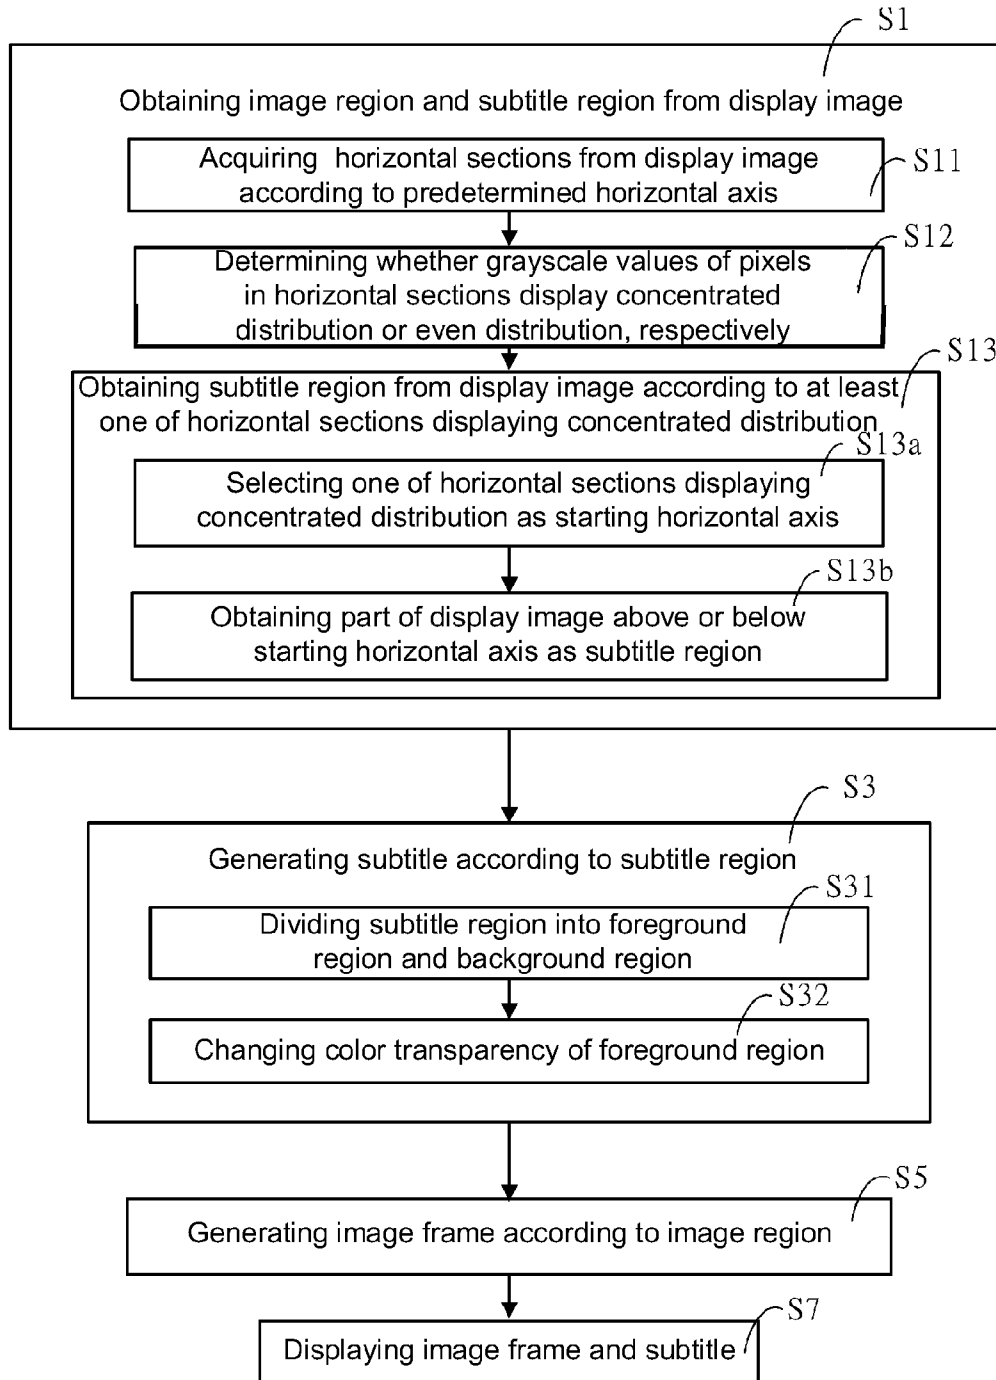 S1
Obtaining image region and subtitle region from display image
Acquiring horizontal sections from display image
according to predetermined horizontal axis
S11
S12
Determining whether grayscale values of pixels
in horizontal sections display concentrated
distribution or even distribution, respectively
S13
Obtaining subtitle region from display image according to at least
one of horizontal sections displaying concentrated distribution
S13a
Selecting one of horizontal sections displaying
concentrated distribution as starting horizontal axis
S13b
Obtaining part of display image above or below
starting horizontal axis as subtitle region
S3
Generating subtitle according to subtitle region
S31
Dividing subtitle region into foreground
region and background region
S32
Changing color transparency of foreground region
S5
Generating image frame according to image region
S7
Displaying image frame and subtitle